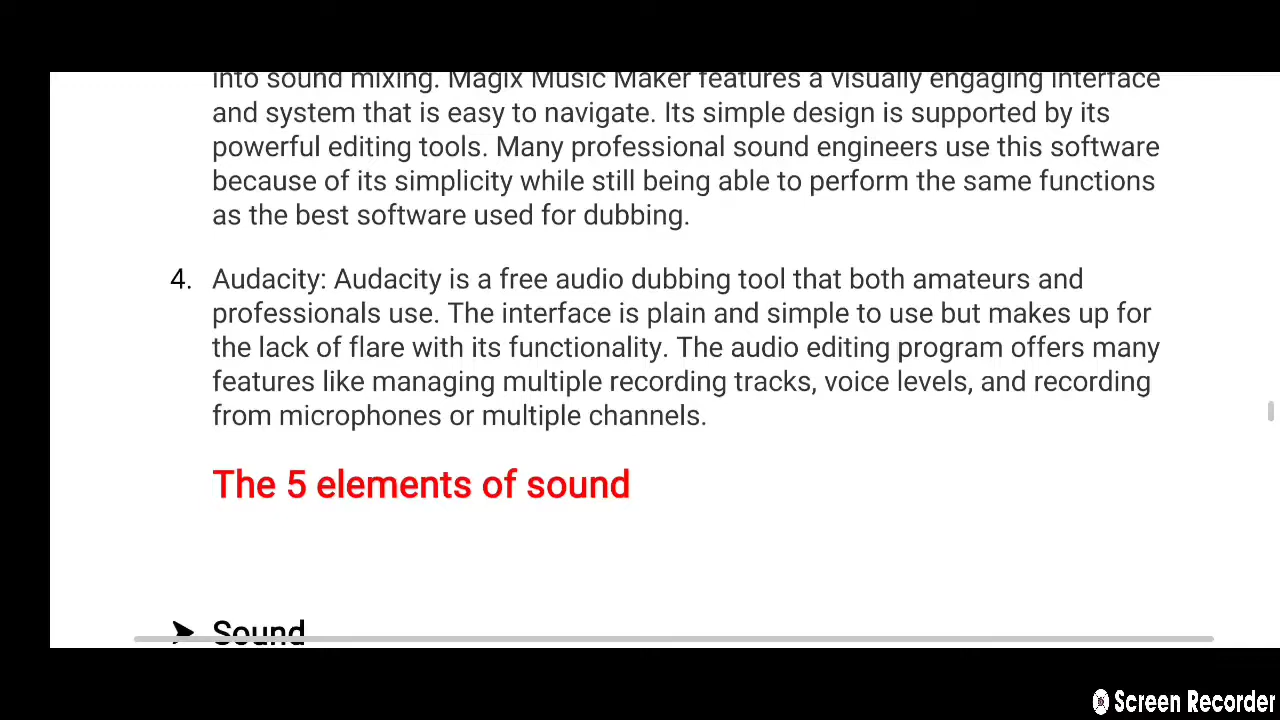 into sound mixing. Magix Music Maker features a visually engaging interface
and system that is easy to navigate. Its simple design is supported by its
powerful editing tools. Many professional sound engineers use this software
because of its simplicity while still being able to perform the same functions
as the best software used for dubbing.
4. Audacity: Audacity is a free audio dubbing tool that both amateurs and
professionals use. The interface is plain and simple to use but makes up for
the lack of flare with its functionality. The audio editing program offers many
features like managing multiple recording tracks, voice levels, and recording
from microphones or multiple channels.
The 5 elements of sound
➤ Sound
Screen Recorder